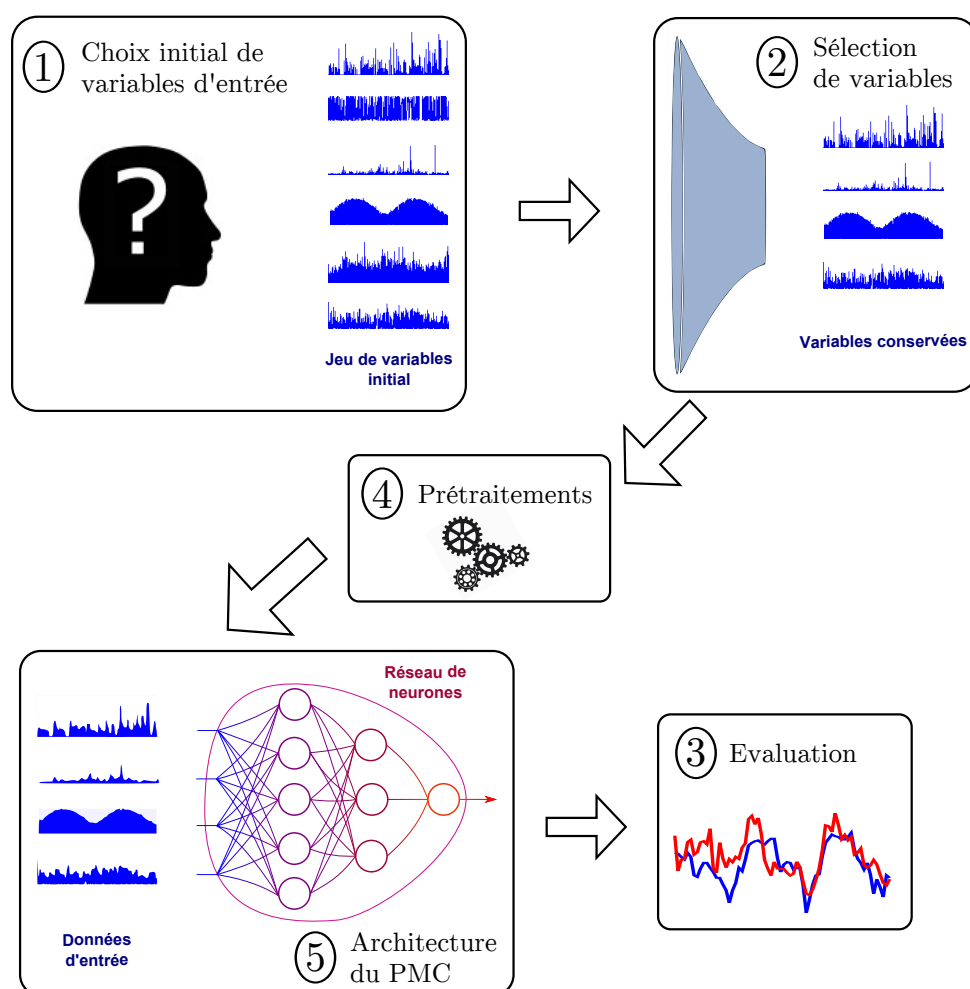 1 Choix initial de
variables d'entrée
?
Jeu de variables
initial
2 Sélection
de variables
Variables conservées
4 Prétraitements
Réseau de
neurones
Données
d'entrée
5 Architecture
du PMC
3 Evaluation